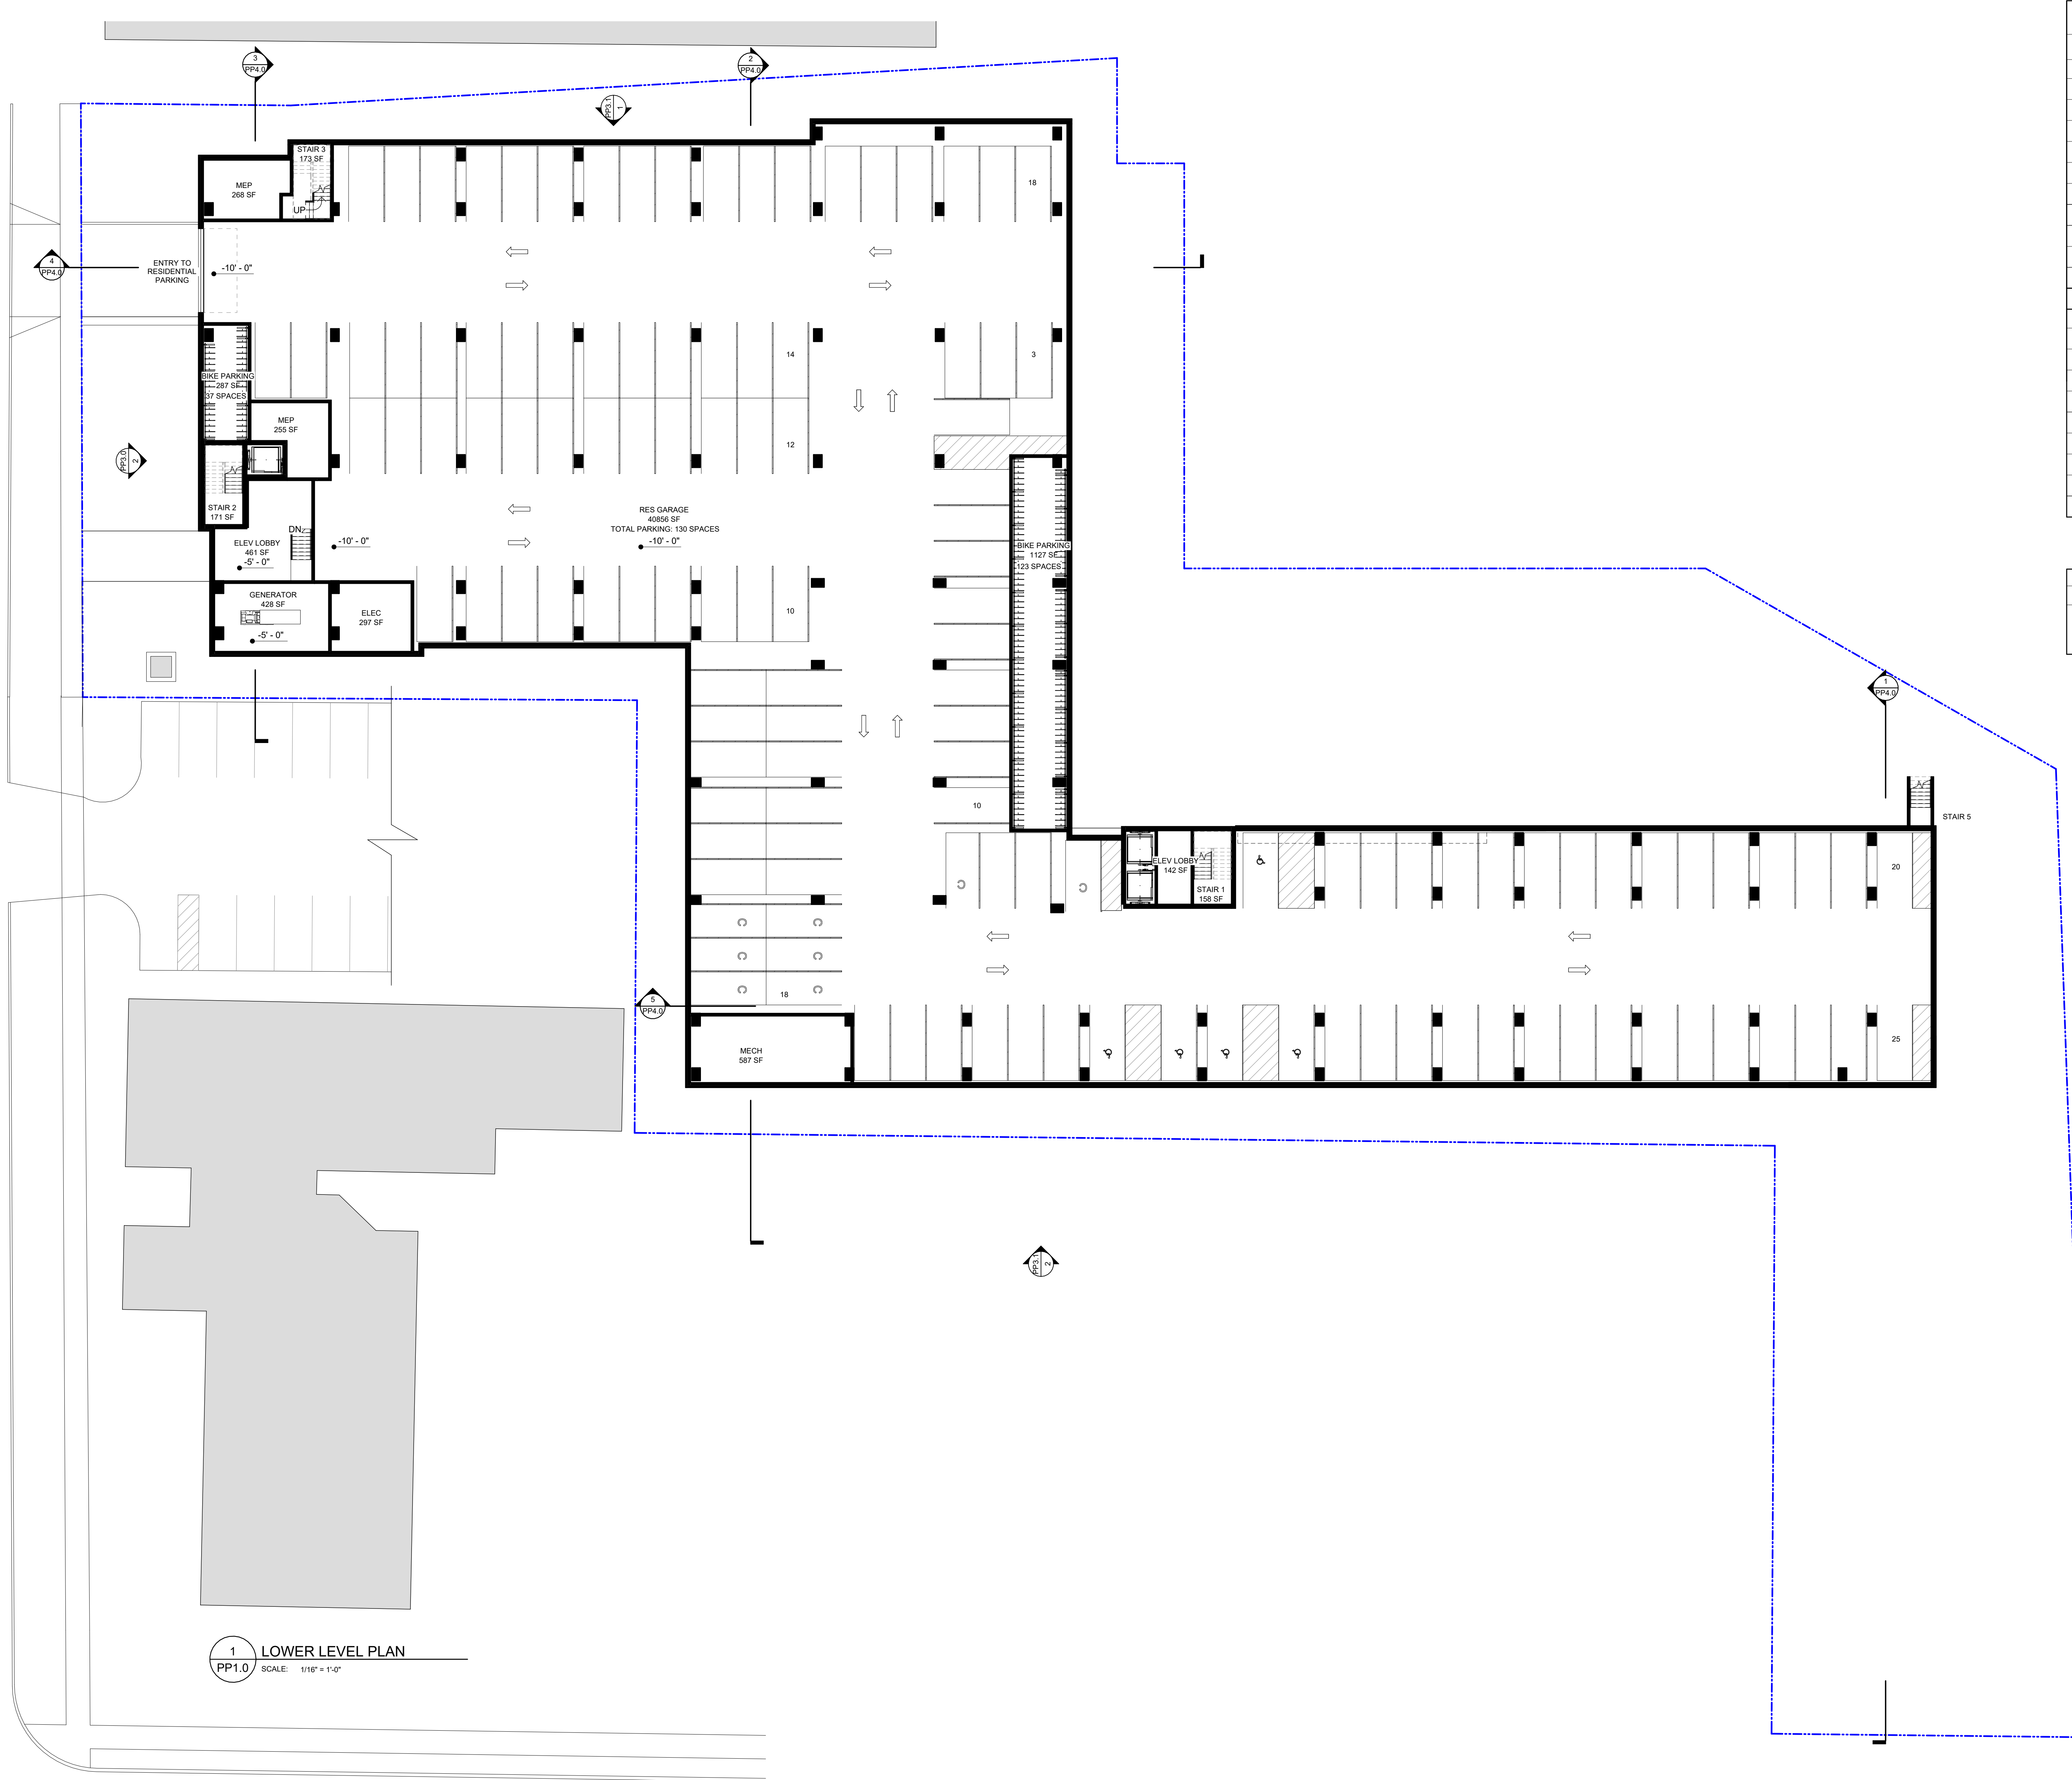 3
PP4.0
2
PP4.0
PP3.1
1
STAIR 3
173 SF
MEP
268 SF
UP
18
4
PP4.0
ENTRY TO
RESIDENTIAL
PARKING
-10' - 0"
14
3
BIKE PARKING
287 SF
37 SPACES
MEP
255 SF
12
PP3.0
2
STAIR 2
171 SF
RES GARAGE
40856 SF
TOTAL PARKING: 130 SPACES
-10' - 0"
DN
-10' - 0"
ELEV LOBBY
461 SF
-5' - 0"
BIKE PARKING
1127 SF
123 SPACES
GENERATOR
428 SF
-5' - 0"
ELEC
297 SF
10
1
PP4.0
10
STAIR 5
ELEV LOBBY
142 SF
STAIR 1
158 SF
20
C
C
C
C
C
C
C
C
18
5
PP4.0
MECH
587 SF
25
PP3.1
2
1
PP1.0
LOWER LEVEL PLAN
SCALE: 1/16" = 1'-0"